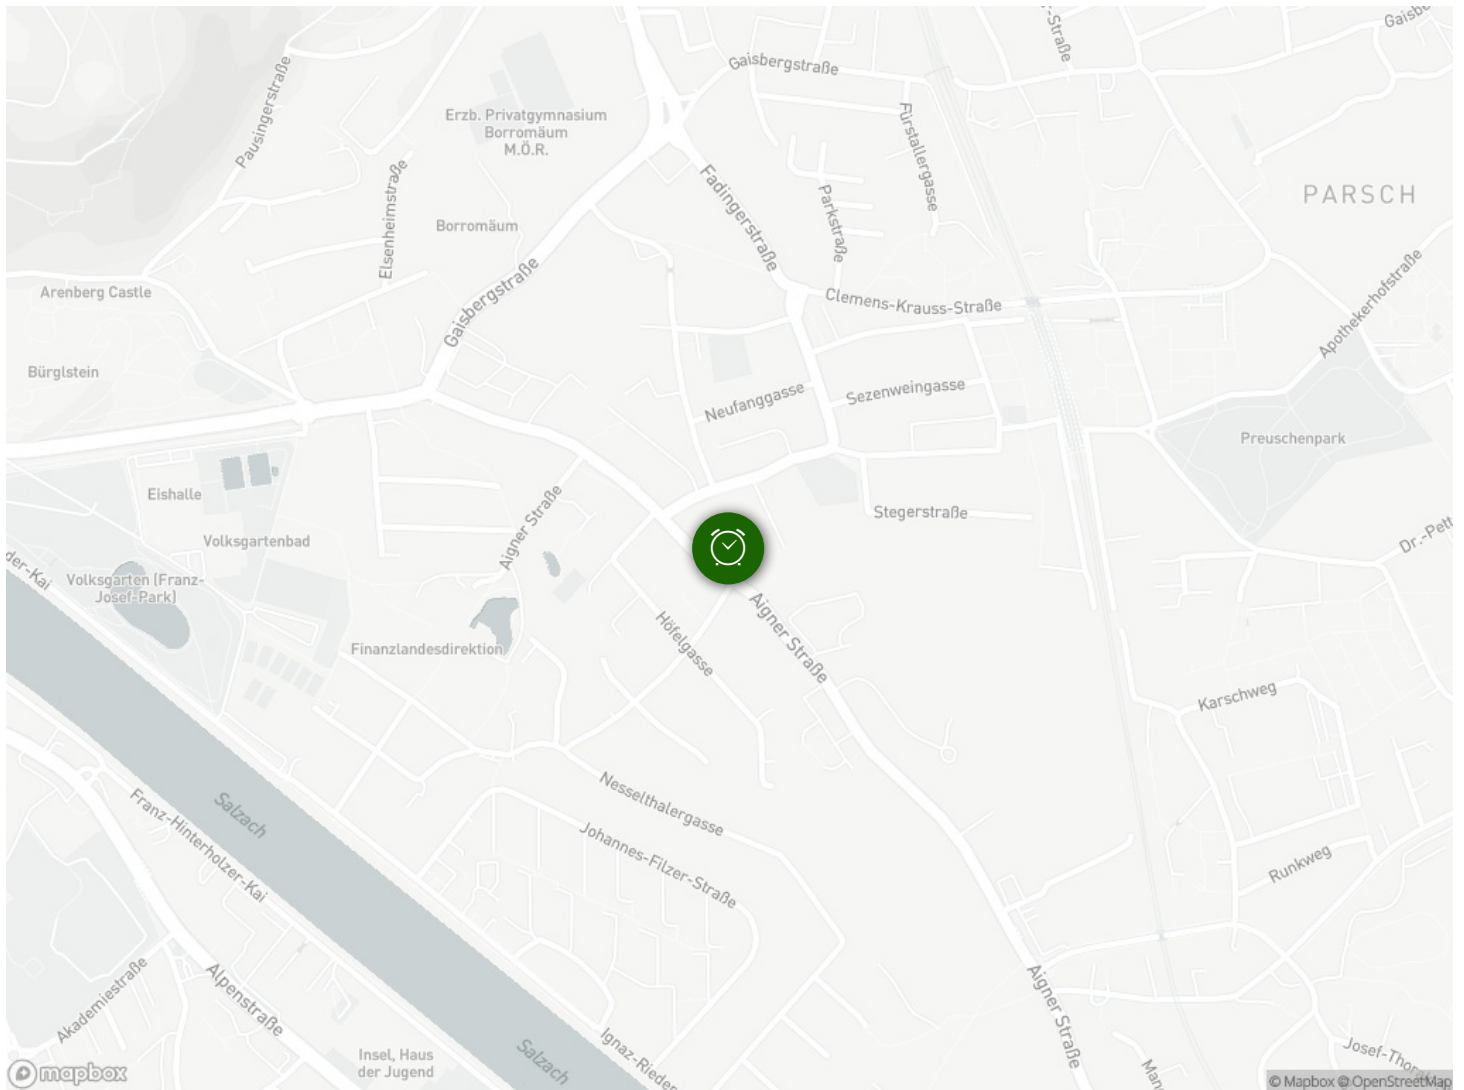 Gaisbergstraße
Pausingerstraße
Erzb. Privatgymnasium
Borromäum
M.Ö.R.
Fürstallergasse
Fadingerstraße
Parkstraße
PARSCH
Elsenheimstraße
Borromäum
Gaisbergstraße
Arenberg Castle
Clemens-Krauss-Straße
Apothekerhofstraße
Bürglstein
Neufanggasse
Sezenweingasse
Preuschenpark
Eishalle
Aigner Straße
Stegerstraße
Volksgartenbad
Volksgarten (Franz-
Josef-Park)
Höfelgasse
Aigner Straße
Finanzlandesdirektion
Karschweg
Salzach
Franz-Hinterholzer-Kai
Nesselthalergasse
Johannes-Filzer-Straße
Runkweg
Akademiestraße
Alpenstraße
Aigner Straße
Insel, Haus
der Jugend
Salzach
Ignaz-Rieder
mapbox
© Mapbox © OpenStreetMap